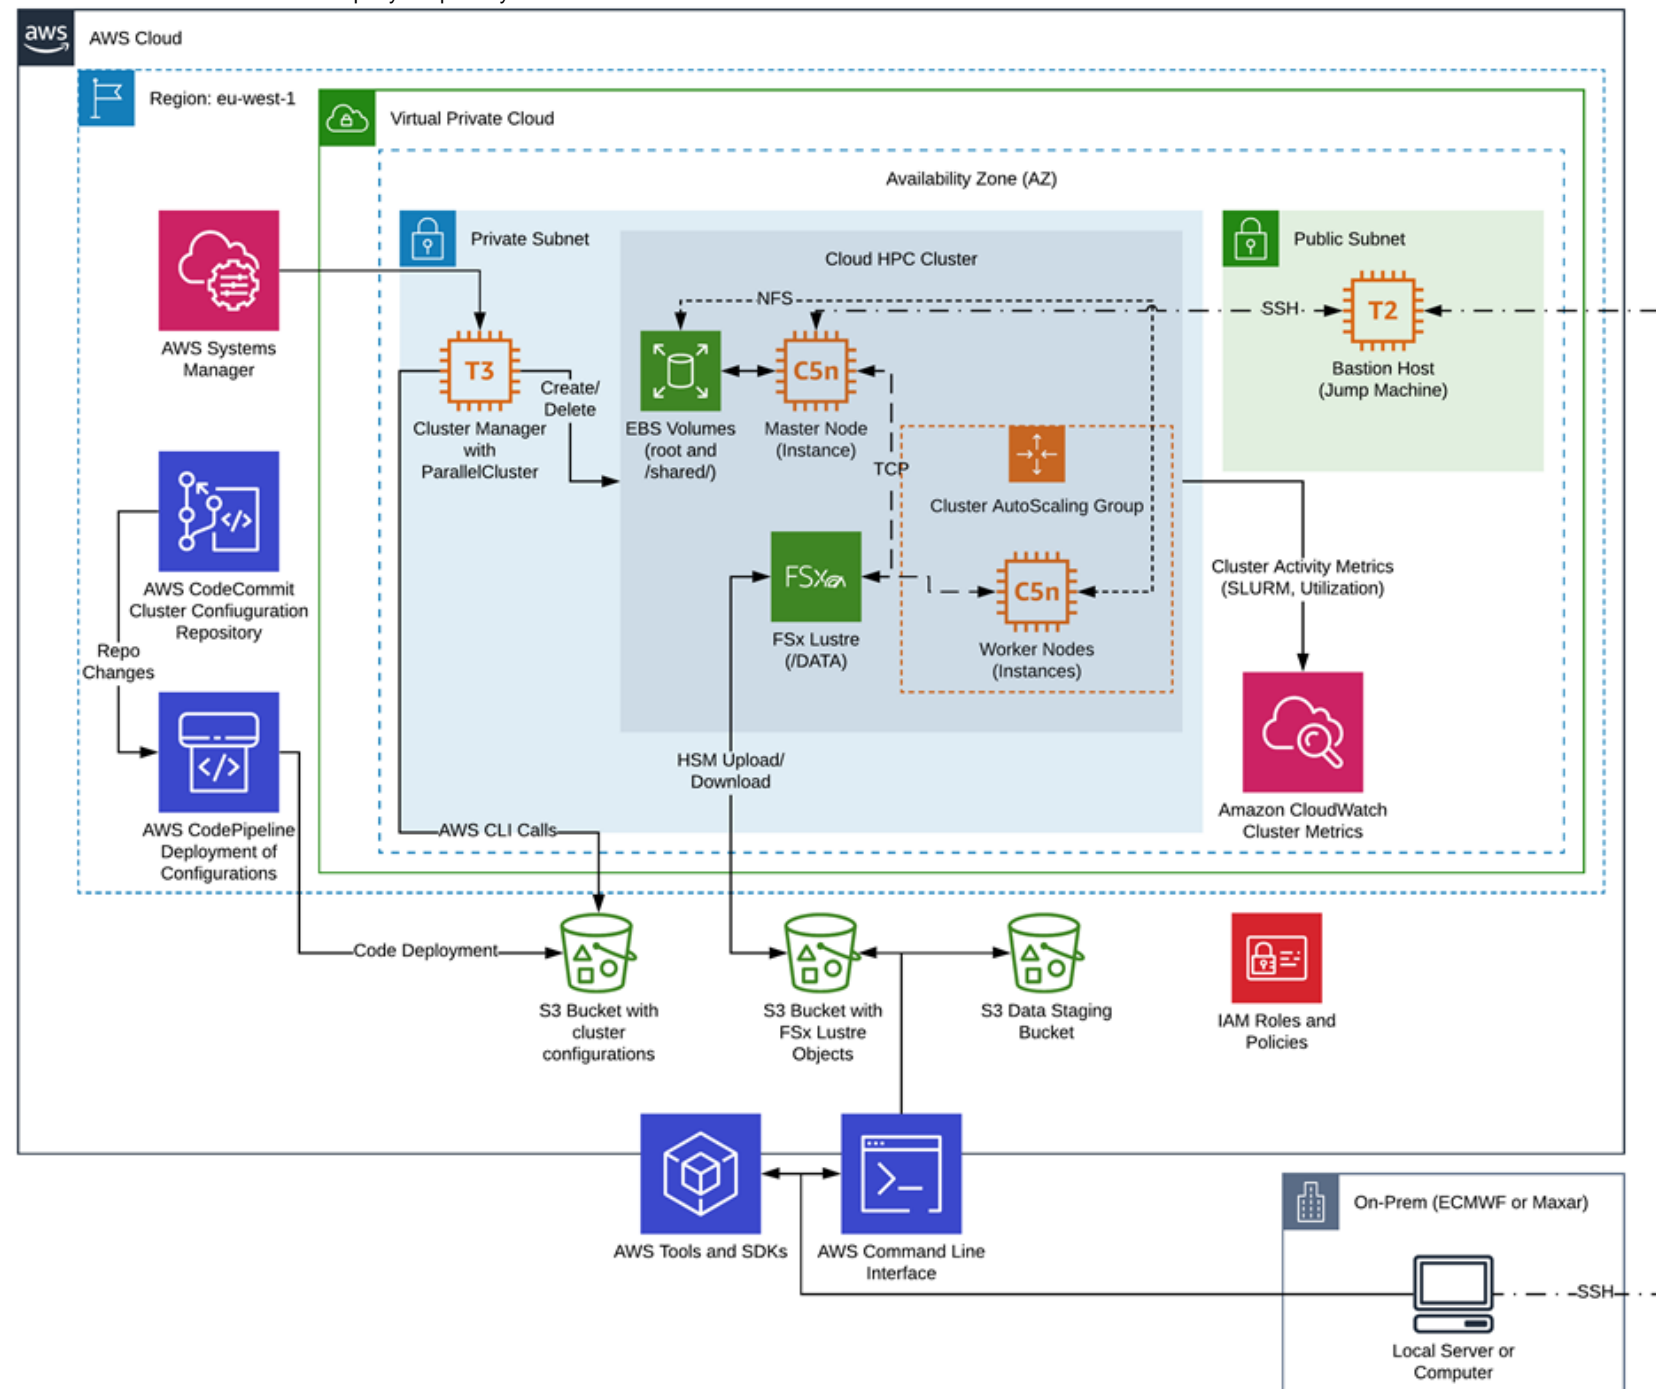 aws
AWS Cloud
Region: eu-west-1
Virtual Private Cloud
Availability Zone (AZ)
Private Subnet
Cloud HPC Cluster
Public Subnet
NFS
SSH
T2
Bastion Host
(Jump Machine)
AWS Systems
Manager
T3
Create/
Delete
Cluster Manager
with
ParallelCluster
EBS Volumes
(root and
/shared/)
C5n
Master Node
(Instance)
TCP
Cluster AutoScaling Group
FSx
FSx Lustre
(/DATA)
C5n
Worker Nodes
(Instances)
Cluster Activity Metrics
(SLURM, Utilization)
AWS CodeCommit
Cluster Confiuguration
Repository
Repo
Changes
AWS CodePipeline
Deployment of
Configurations
HSM Upload/
Download
AWS CLI Calls
Amazon CloudWatch
Cluster Metrics
Code Deployment
S3 Bucket with
cluster
configurations
S3 Bucket with
FSx Lustre
Objects
S3 Data Staging
Bucket
IAM Roles and
Policies
AWS Tools and SDKs
AWS Command Line
Interface
On-Prem (ECMWF or Maxar)
SSH
Local Server or
Computer